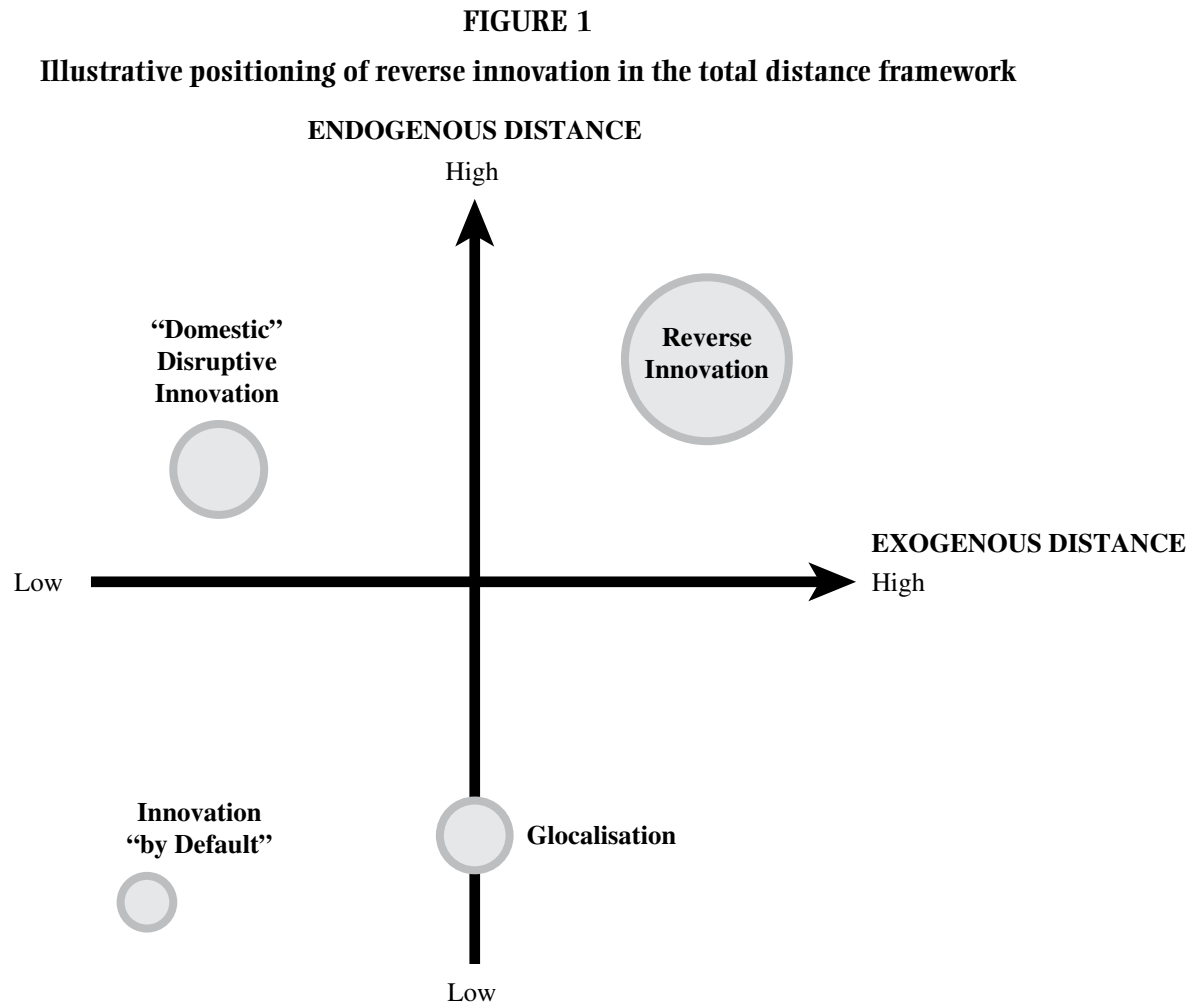 FIGURE 1
Illustrative positioning of reverse innovation in the total distance framework
ENDOGENOUS DISTANCE
High
“Domestic”
Disruptive
Innovation
Reverse
Innovation
EXOGENOUS DISTANCE
Low
High
Innovation
“by Default”
Glocalisation
Low